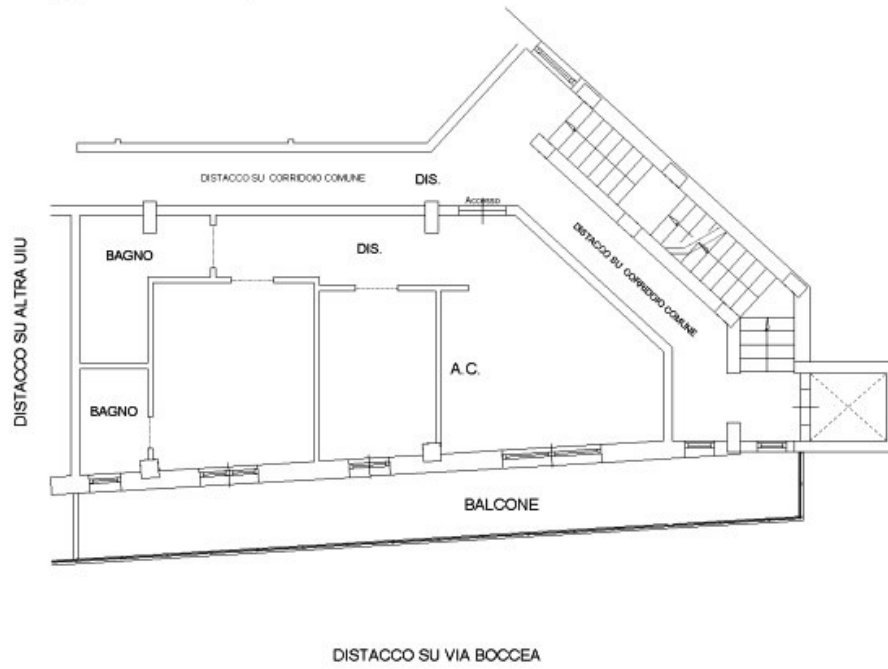 DISTACCO SU CORRIDOIO COMUNE
DIS.
Accesso
DISTACCO SU CORRIDOIO COMUNE
BAGNO
DIS.
DISTACCO SU ALTRA UIU
A.C.
BAGNO
BALCONE
DISTACCO SU VIA BOCCEA